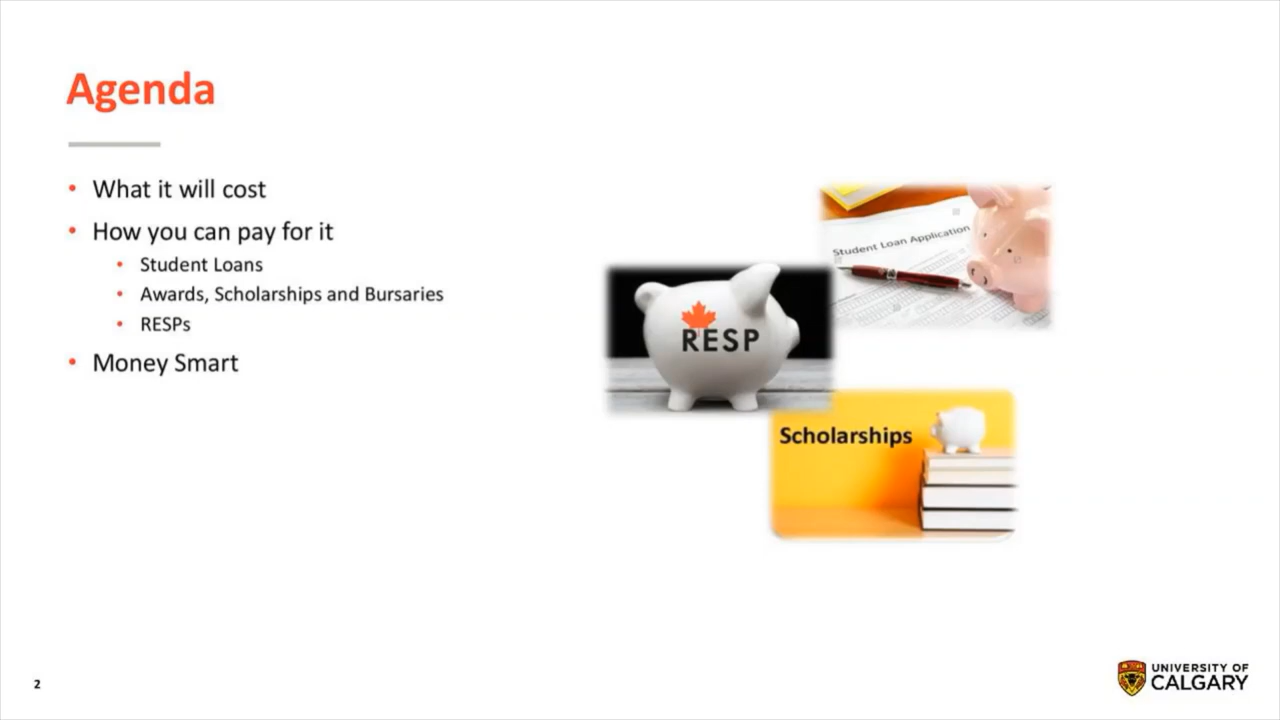 Agenda
• What it will cost
• How you can pay for it
• Student Loans
• Awards, Scholarships and Bursaries
• RESPs
• Money Smart
Student Loan Application
RESP
Scholarships
2
UNIVERSITY OF
CALGARY